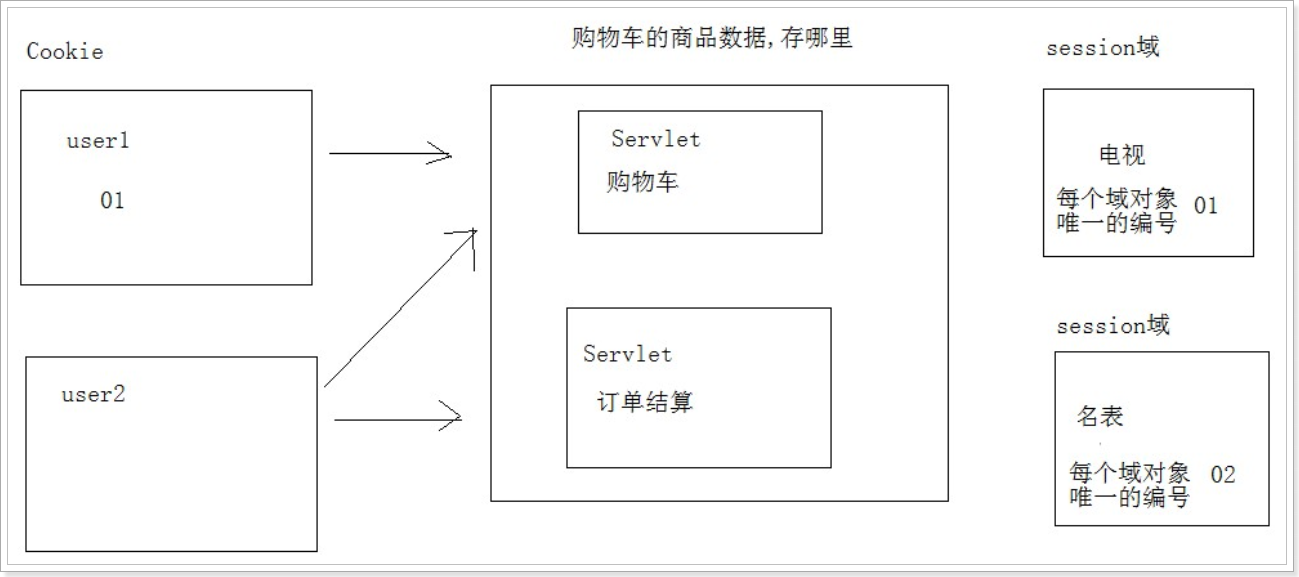 Cookie
user1
01
user2
购物车的商品数据,存哪里
Servlet
购物车
Servlet
订单结算
session域
电视
每个域对象
唯一的编号
01
session域
名表
每个域对象
唯一的编号
02